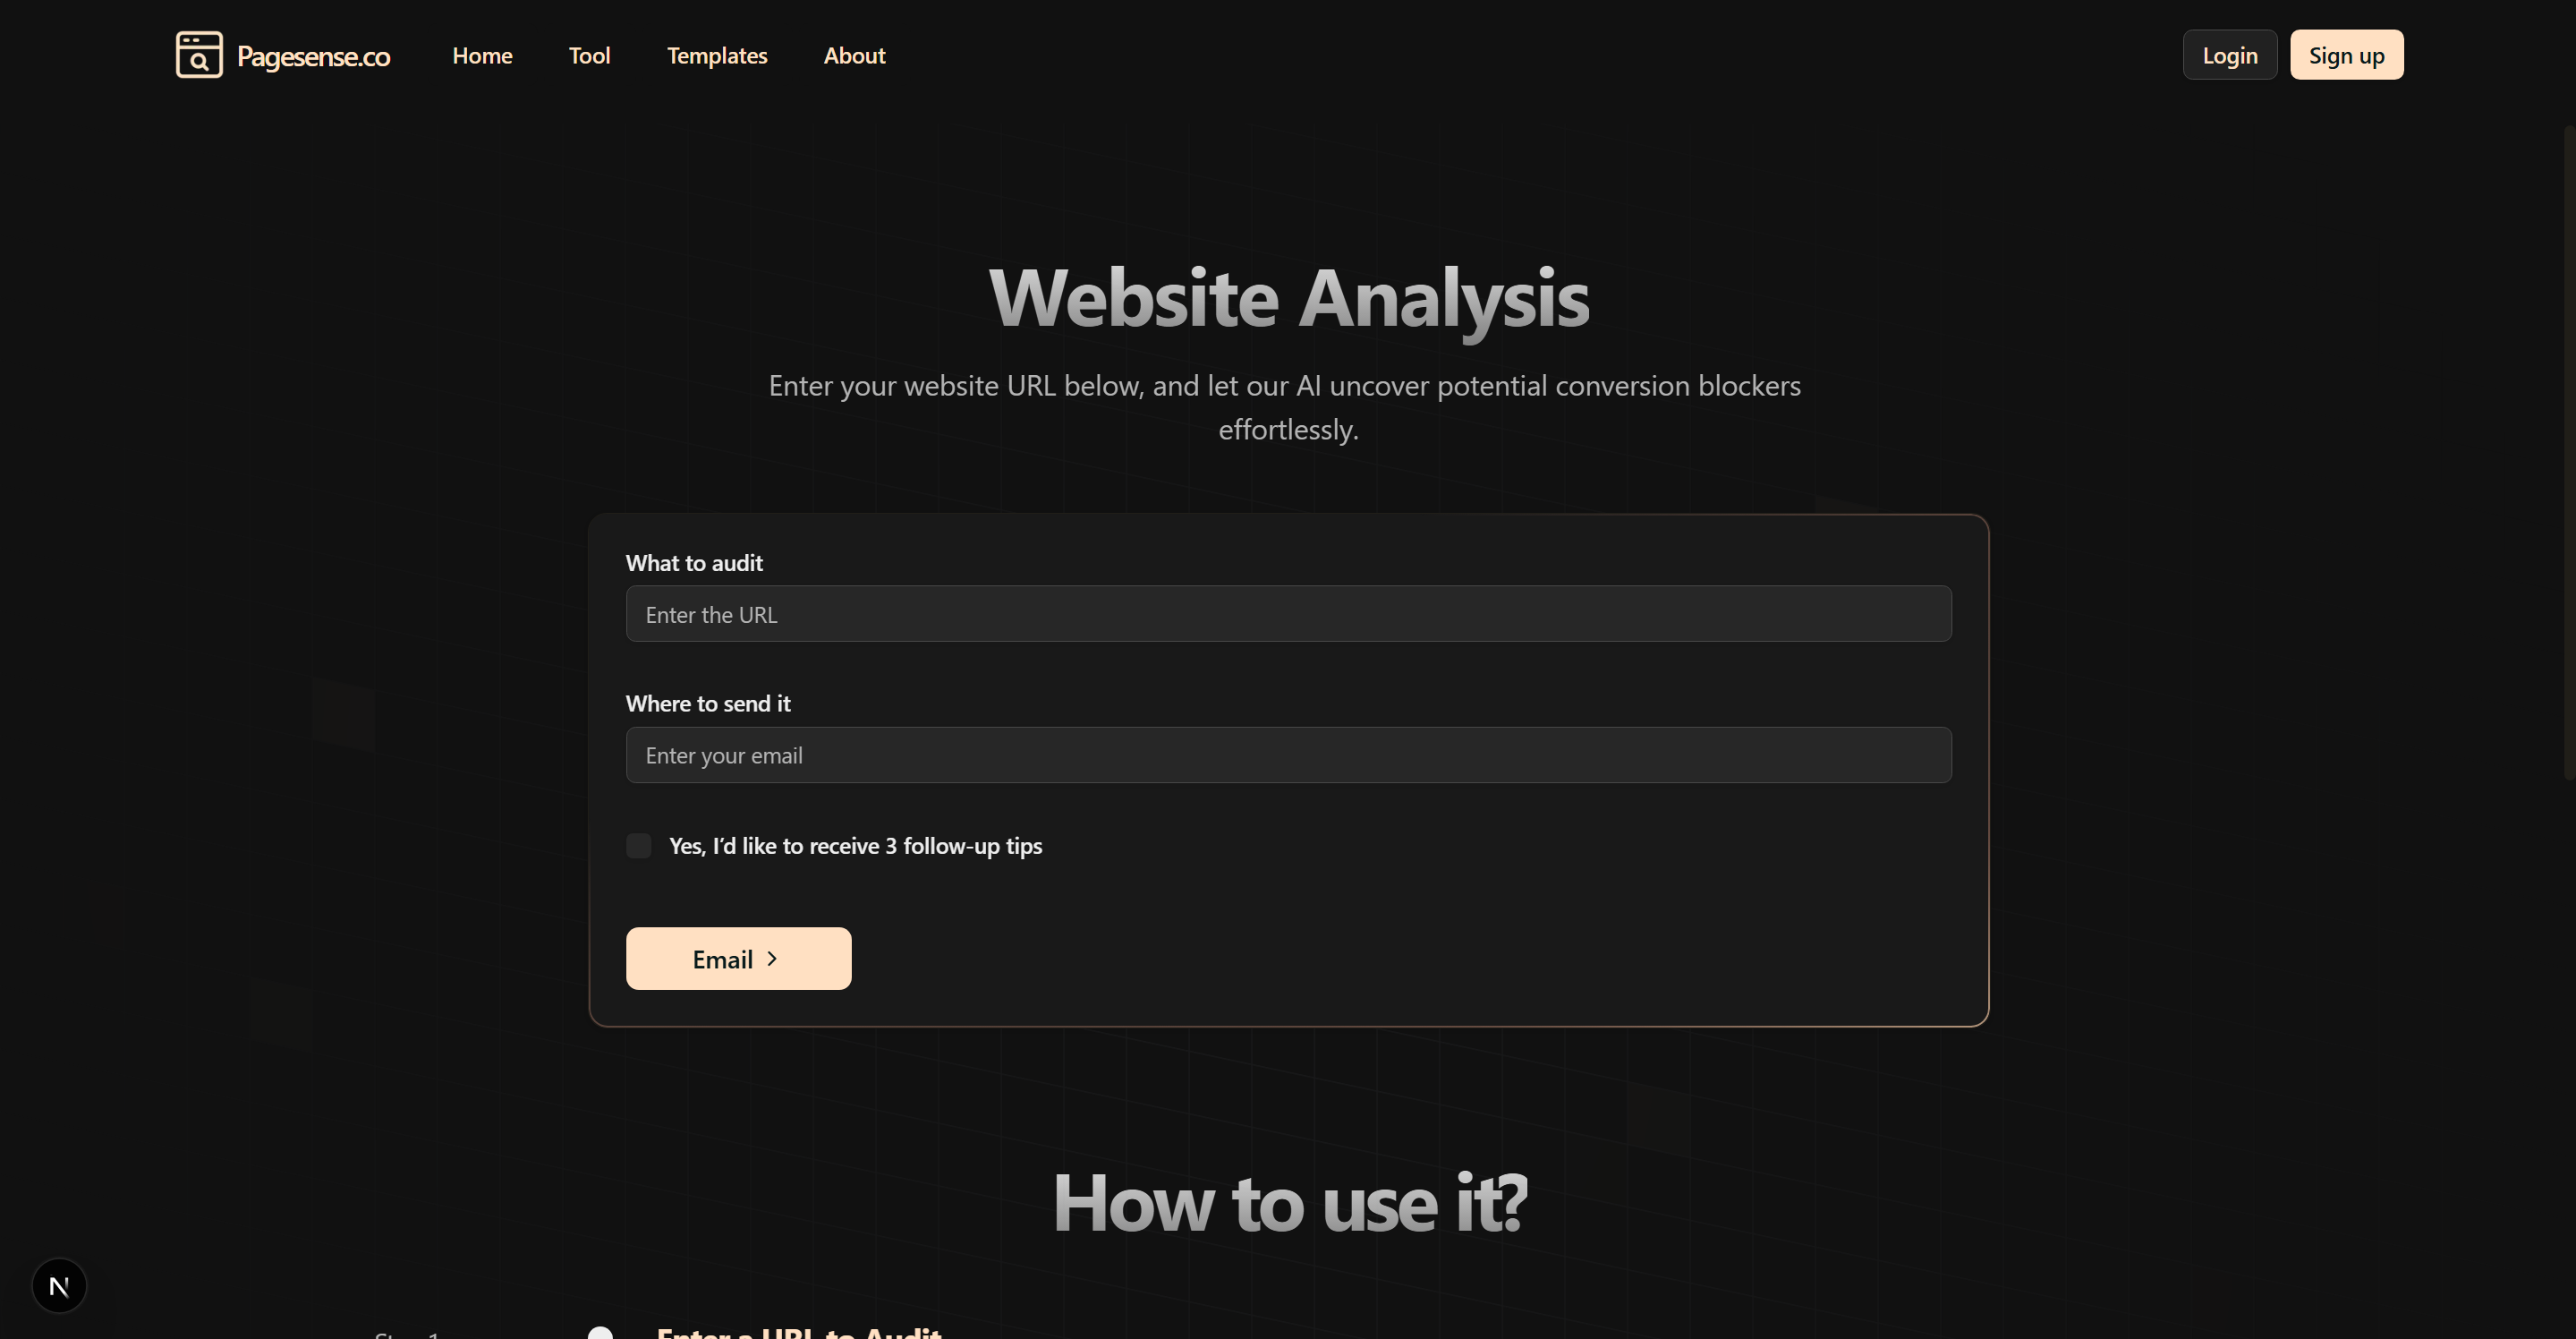 Pagesense.co Home Tool Templates About Login Sign up
Website Analysis
Enter your website URL below, and let our AI uncover potential conversion blockers
effortlessly.
What to audit
Enter the URL
Where to send it
Enter your email
Yes, I’d like to receive 3 follow-up tips
Email
How to use it?
N
Step 1 Enter a URL to Audit